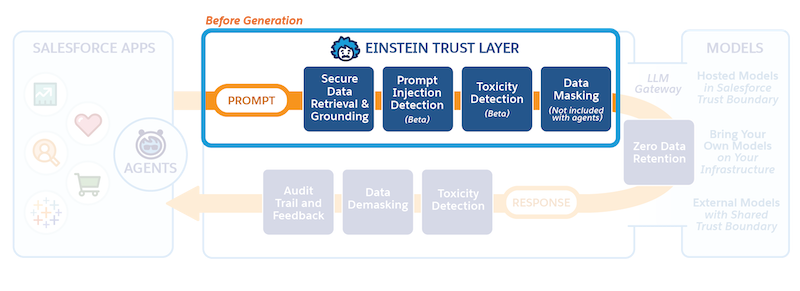 Before Generation
SALESFORCE APPS
EINSTEIN TRUST LAYER
MODELS
PROMPT
Secure
Data
Retrieval &
Grounding
Prompt
Injection
Detection
(Beta)
Toxicity
Detection
(Beta)
Data
Masking
(Not included
with agents)
LLM
Gateway
Hosted Models
in Salesforce
Trust Boundary
AGENTS
Zero Data
Retention
Bring Your
Own Models
on Your
Infrastructure
Audit
Trail and
Feedback
Data
Demasking
Toxicity
Detection
RESPONSE
External Models
with Shared
Trust Boundary